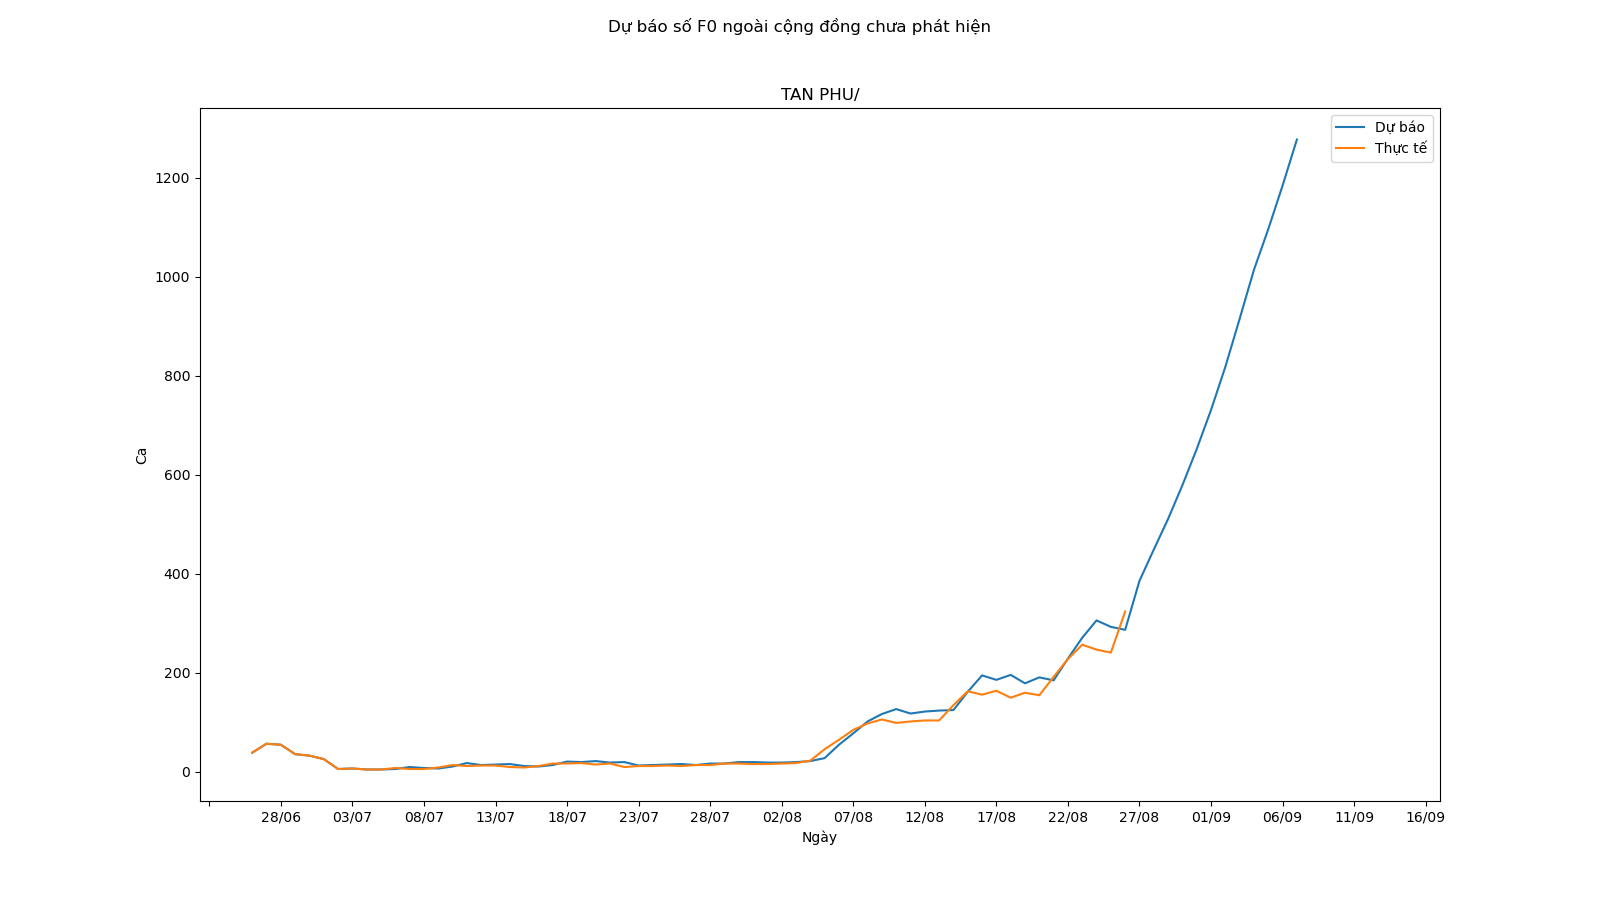 Dự báo số F0 ngoài cộng đồng chưa phát hiện
TAN PHU/
Dự báo
Thực tế
1200
1000
800
600
400
200
0
Ca
28/06 03/07 08/07 13/07 18/07 23/07 28/07 02/08 07/08 12/08 17/08 22/08 27/08 01/09 06/09 11/09 16/09
Ngày